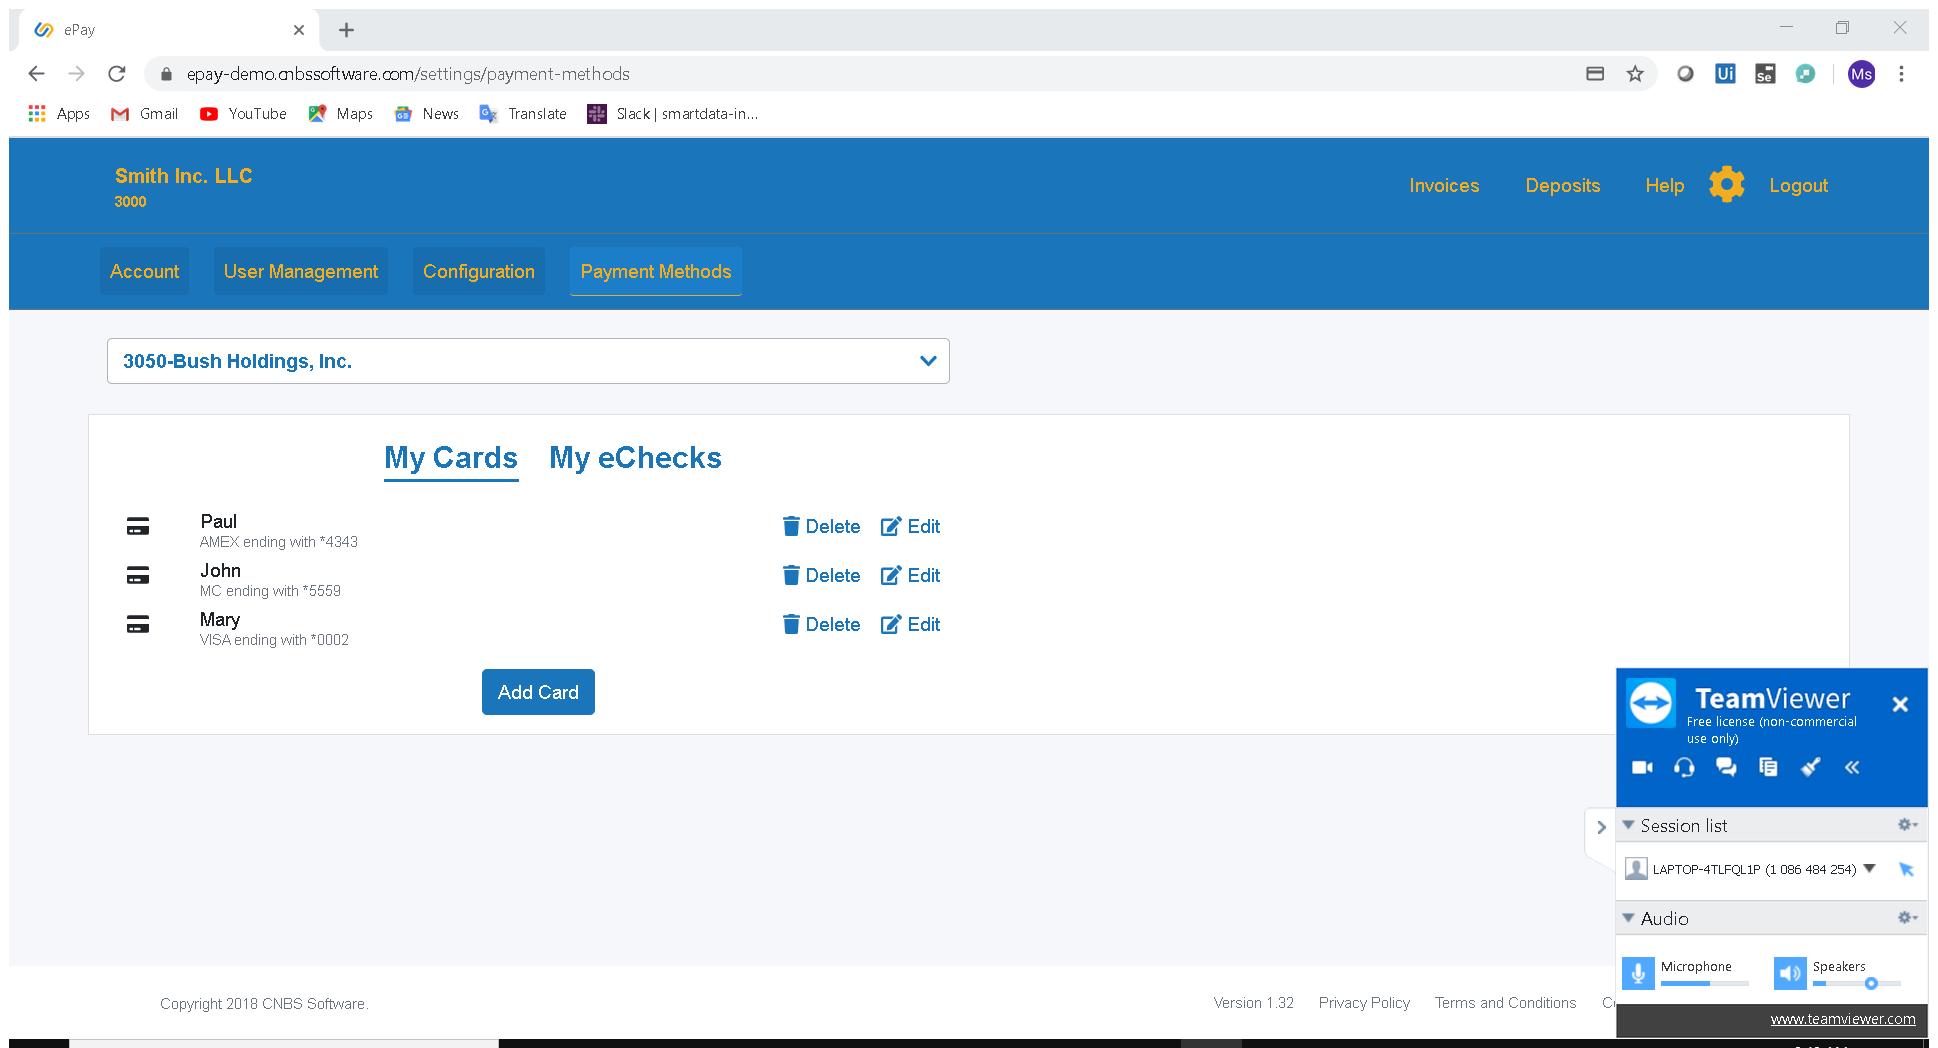 ePay
epay-demo.cnbssoftware.com/settings/payment-methods
Ui
Se
Ms
Apps
Gmail
YouTube
Maps
News
Translate
Slack | smartdata-in...
Smith Inc. LLC
3000
Invoices
Deposits
Help
Logout
Account
User Management
Configuration
Payment Methods
3050-Bush Holdings, Inc.
My Cards
My eChecks
Paul
AMEX ending with *4343
Delete
Edit
John
MC ending with *5559
Delete
Edit
Mary
VISA ending with *0002
Delete
Edit
Add Card
TeamViewer
Free license (non-commercial
use only)
Session list
LAPTOP-4TLFQL1P (1 086 484 254)
Audio
Microphone
Speakers
www.teamviewer.com
Copyright 2018 CNBS Software.
Version 1.32
Privacy Policy
Terms and Conditions